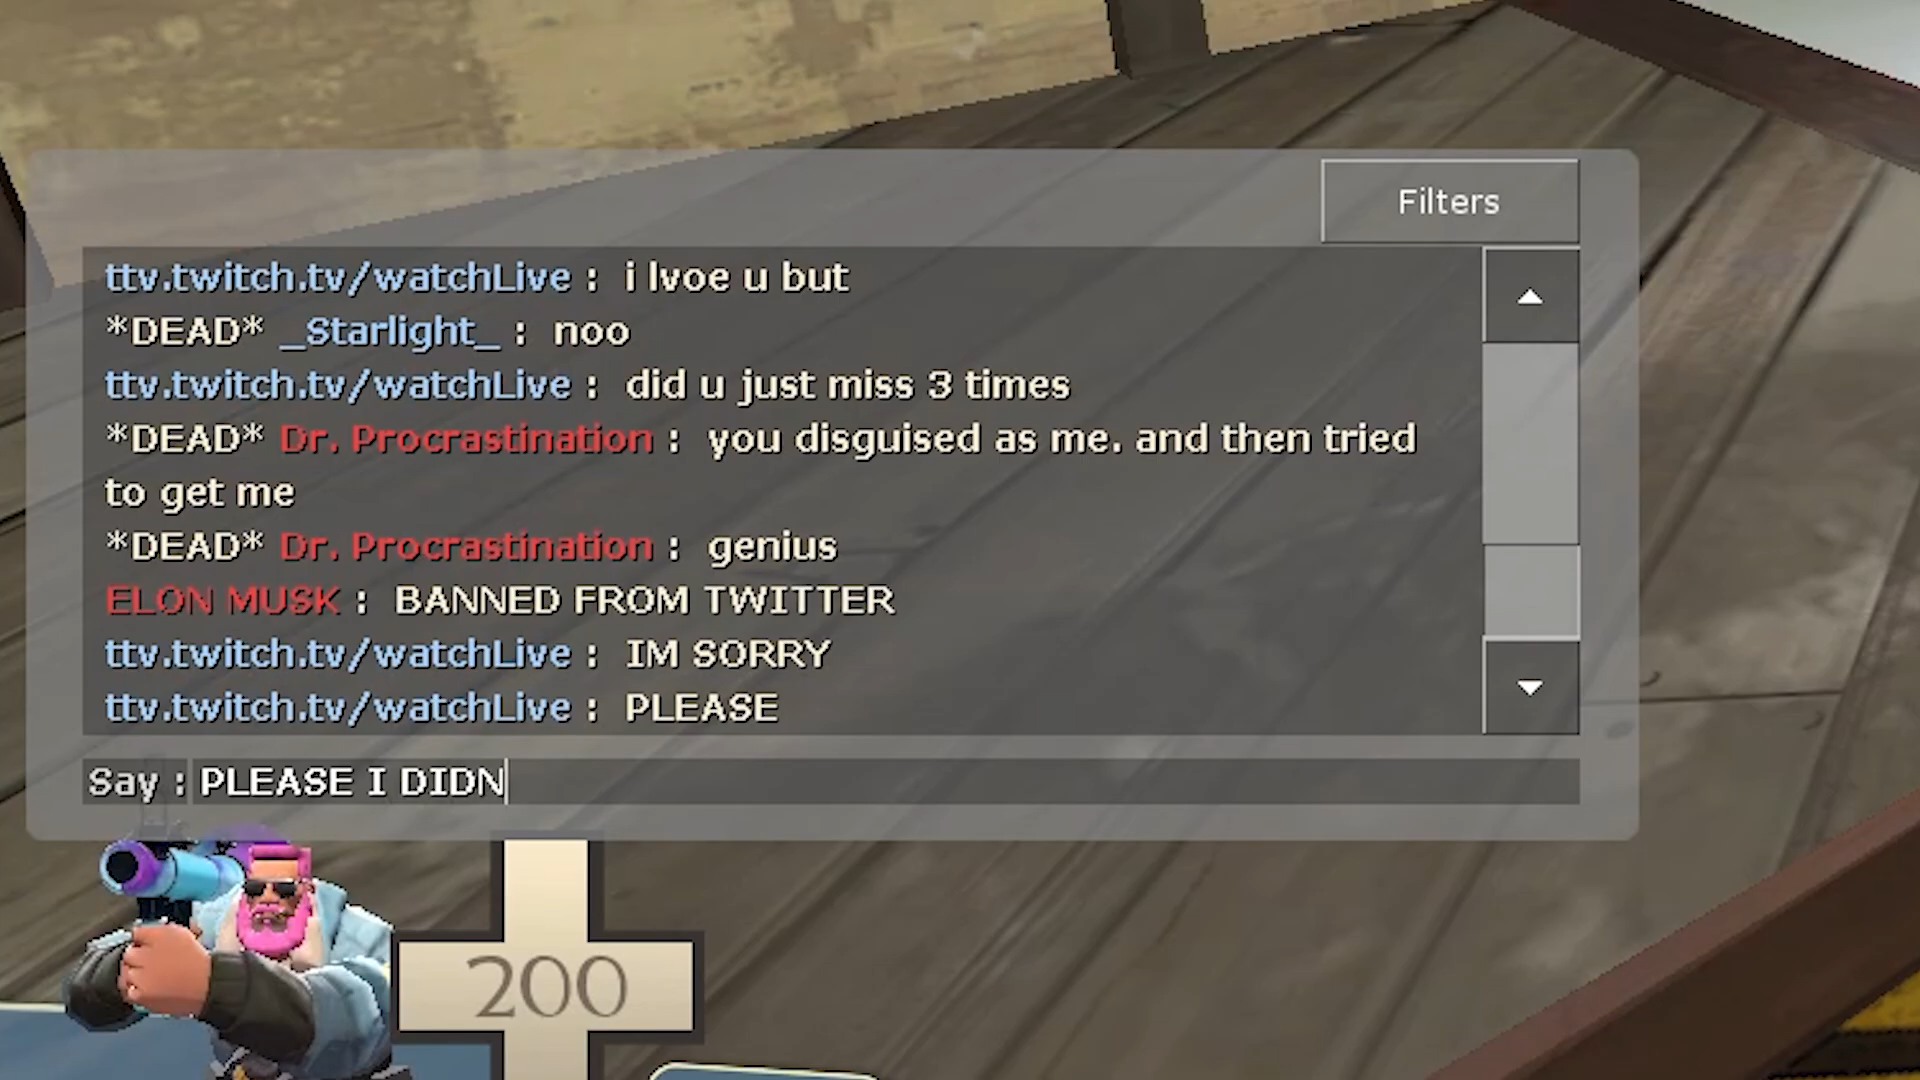 Filters
ttv.twitch.tv/watchLive : i lvoe u but
*DEAD* _Starlight_ : noo
ttv.twitch.tv/watchLive : did u just miss 3 times
*DEAD* Dr. Procrastination : you disguised as me. and then tried
to get me
*DEAD* Dr. Procrastination : genius
ELON MUSK : BANNED FROM TWITTER
ttv.twitch.tv/watchLive : IM SORRY
ttv.twitch.tv/watchLive : PLEASE
Say : PLEASE I DIDN
200